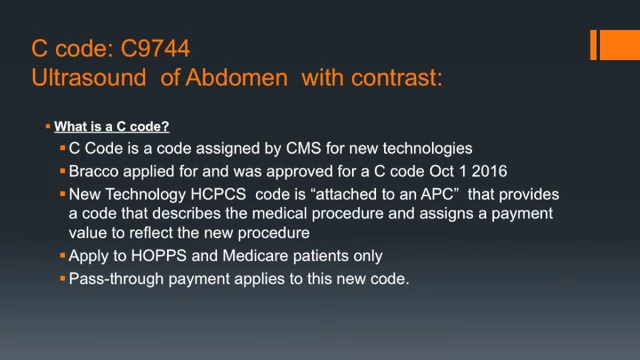 C code: C9744
Ultrasound of Abdomen with contrast:
What is a C code?
C Code is a code assigned by CMS for new technologies
Bracco applied for and was approved for a C code Oct 1 2016
New Technology HCPCS code is “attached to an APC” that provides
a code that describes the medical procedure and assigns a payment
value to reflect the new procedure
Apply to HOPPS and Medicare patients only
Pass-through payment applies to this new code.